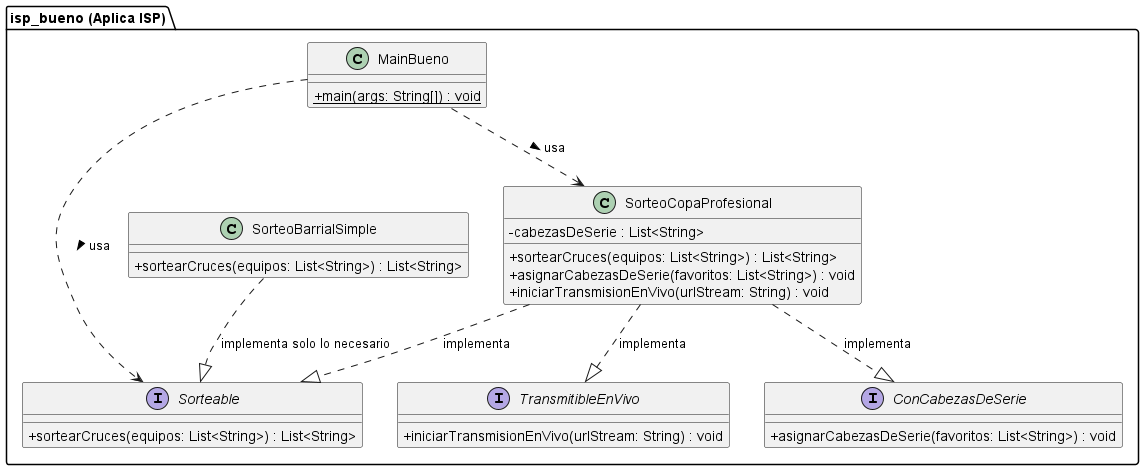 isp_bueno (Aplica ISP)
C MainBueno
+main(args: String[]) : void
usa
C SorteoCopaProfesional
-cabezasDeSerie : List<String>
+sortearCruces(equipos: List<String>) : List<String>
+asignarCabezasDeSerie(favoritos: List<String>) : void
+iniciarTransmisionEnVivo(urlStream: String) : void
C SorteoBarrialSimple
+sortearCruces(equipos: List<String>) : List<String>
usa
implementa solo lo necesario
implementa
implementa
implementa
I Sorteable
+sortearCruces(equipos: List<String>) : List<String>
I TransmitibleEnVivo
+iniciarTransmisionEnVivo(urlStream: String) : void
I ConCabezasDeSerie
+asignarCabezasDeSerie(favoritos: List<String>) : void